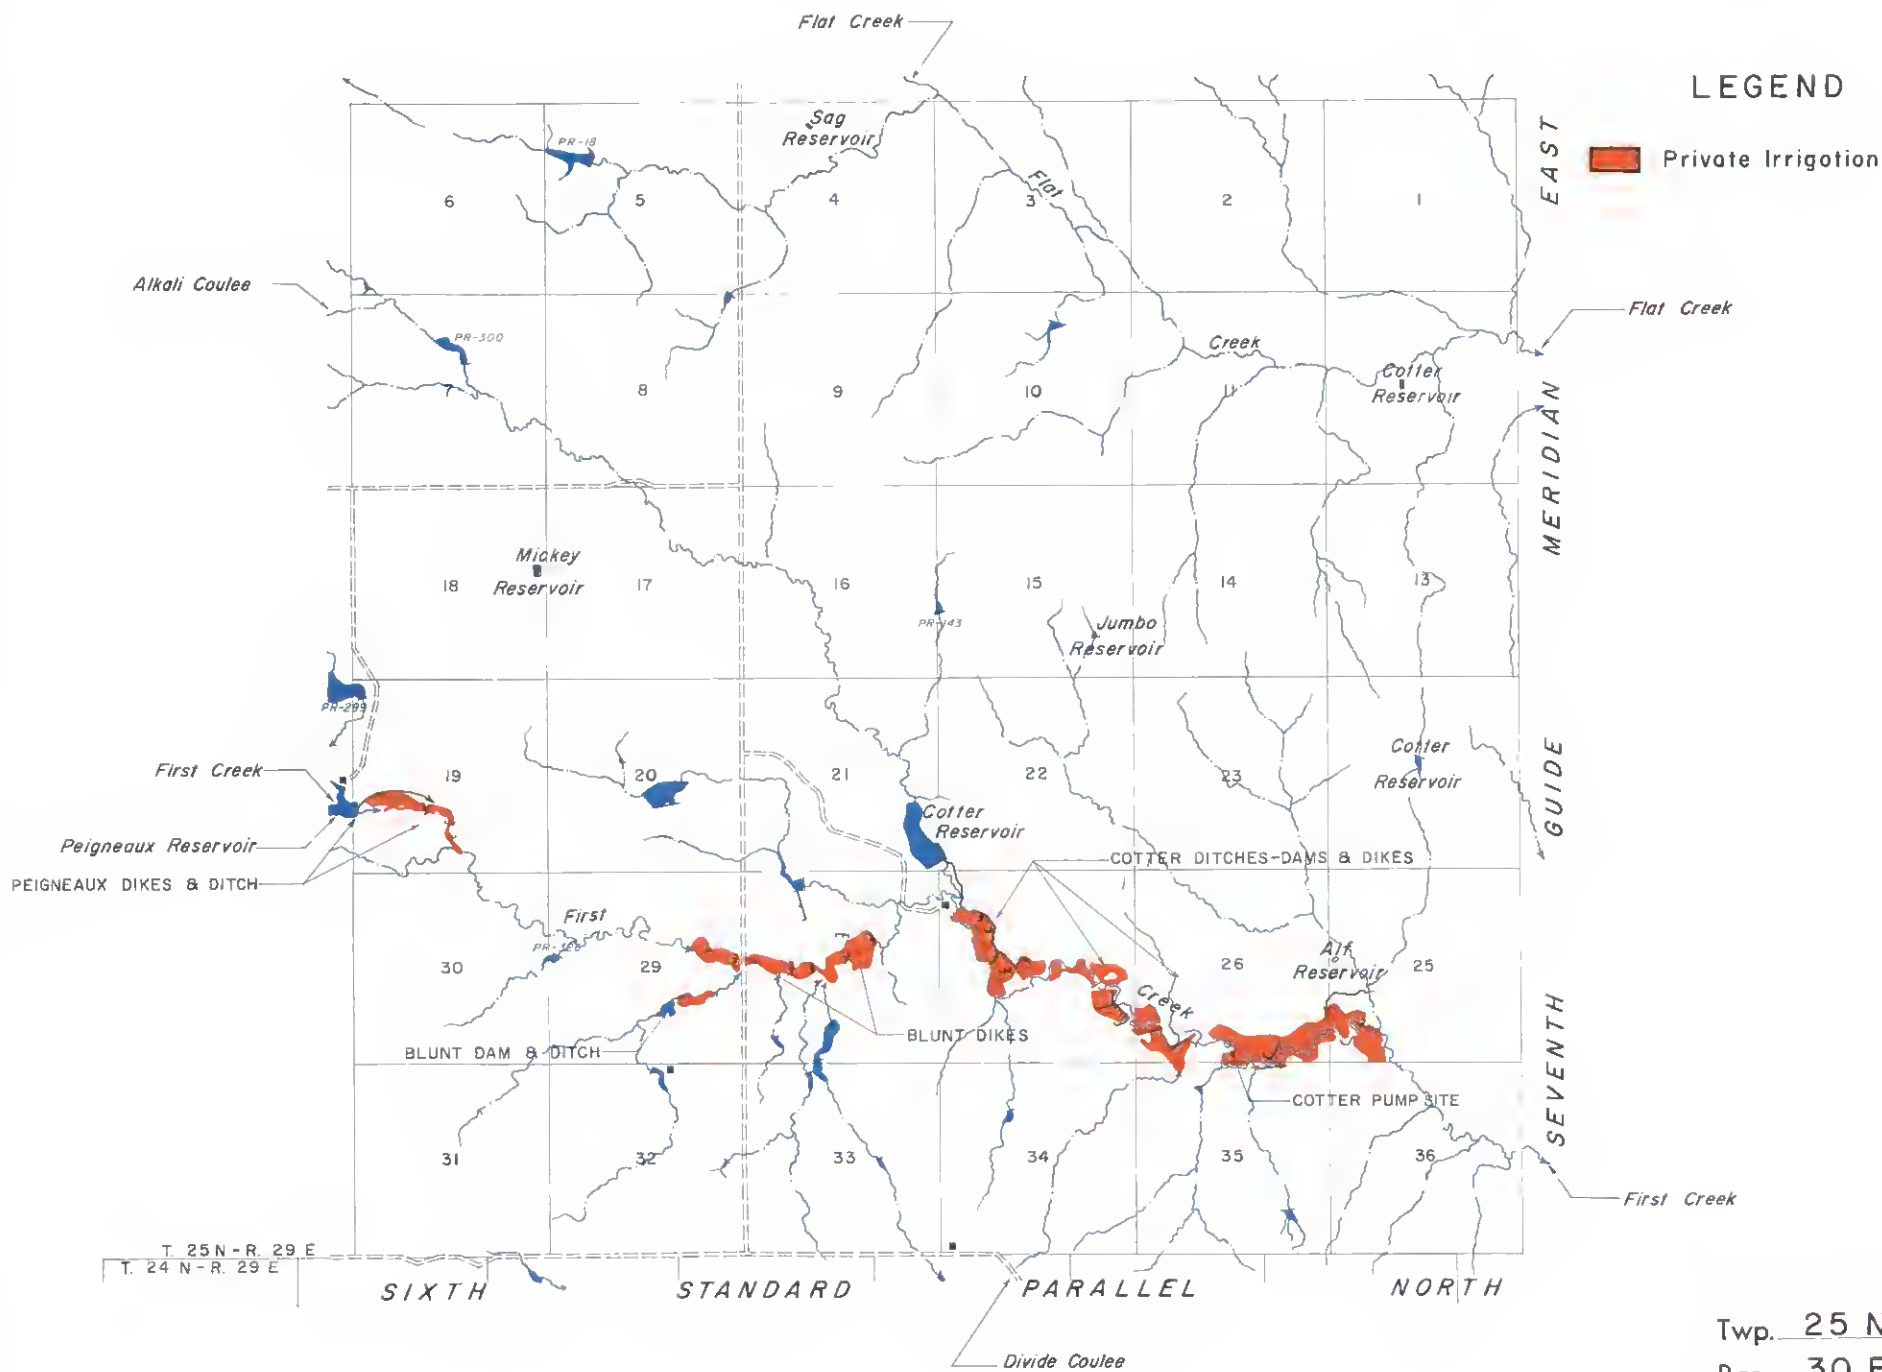 Flat Creek
LEGEND
Private Irrigation
EAST
Sag
Reservoir
PR-18
6
5
4
3
2
1
Flat
Alkali Coulee
Flat Creek
PR-300
Creek
Cotter
Reservoir
8
9
10
11
MERIDIAN
Mickey
Reservoir
18
17
16
15
14
13
PR-143
Jumbo
Reservoir
PR-299
First Creek
19
20
21
22
23
Cotter
Reservoir
GUIDE
Cotter
Reservoir
Peigneaux Reservoir
PEIGNEAUX DIKES & DITCH
COTTER DITCHES-DAMS & DIKES
First
30
29
26
25
Alf
Reservoir
Creek
BLUNT DIKES
BLUNT DAM & DITCH
COTTER PUMP SITE
SEVENTH
31
32
33
34
35
36
First Creek
T. 25 N - R. 29 E
T. 24 N - R. 29 E
SIXTH STANDARD PARALLEL NORTH
Twp. 25 N
30 E
Divide Coulee